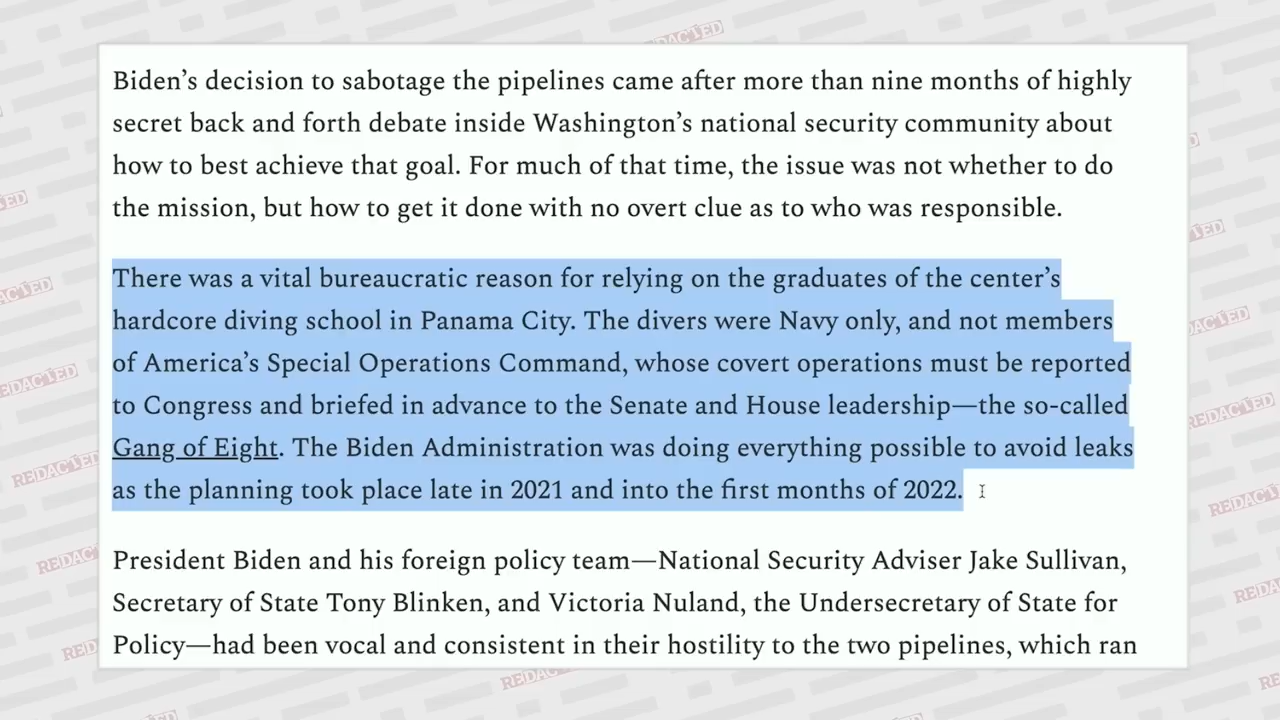 Biden’s decision to sabotage the pipelines came after more than nine months of highly
secret back and forth debate inside Washington’s national security community about
how to best achieve that goal. For much of that time, the issue was not whether to do
the mission, but how to get it done with no overt clue as to who was responsible.
There was a vital bureaucratic reason for relying on the graduates of the center’s
hardcore diving school in Panama City. The divers were Navy only, and not members
of America’s Special Operations Command, whose covert operations must be reported
to Congress and briefed in advance to the Senate and House leadership—the so-called
Gang of Eight. The Biden Administration was doing everything possible to avoid leaks
as the planning took place late in 2021 and into the first months of 2022.
President Biden and his foreign policy team—National Security Adviser Jake Sullivan,
Secretary of State Tony Blinken, and Victoria Nuland, the Undersecretary of State for
Policy—had been vocal and consistent in their hostility to the two pipelines, which ran
REDACTED